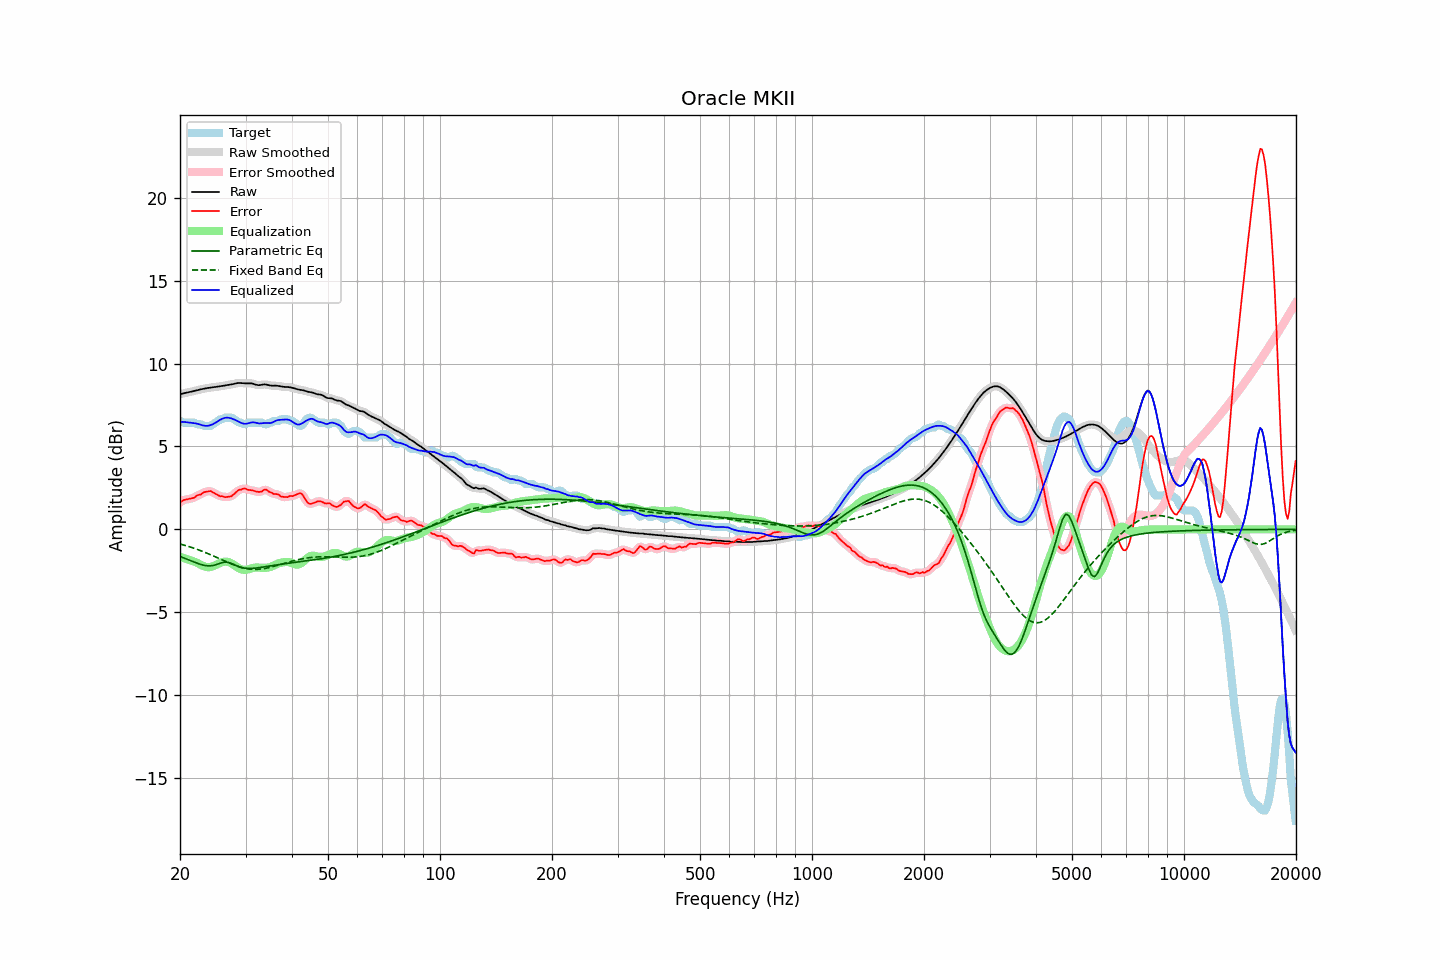 Oracle MKII
Target
Raw Smoothed
Error Smoothed
Raw
Error
Equalization
Parametric Eq
Fixed Band Eq
Equalized
20
15
10
5
0
−5
−10
−15
Amplitude (dBr)
20
50
100
200
500
1000
2000
5000
10000
20000
Frequency (Hz)